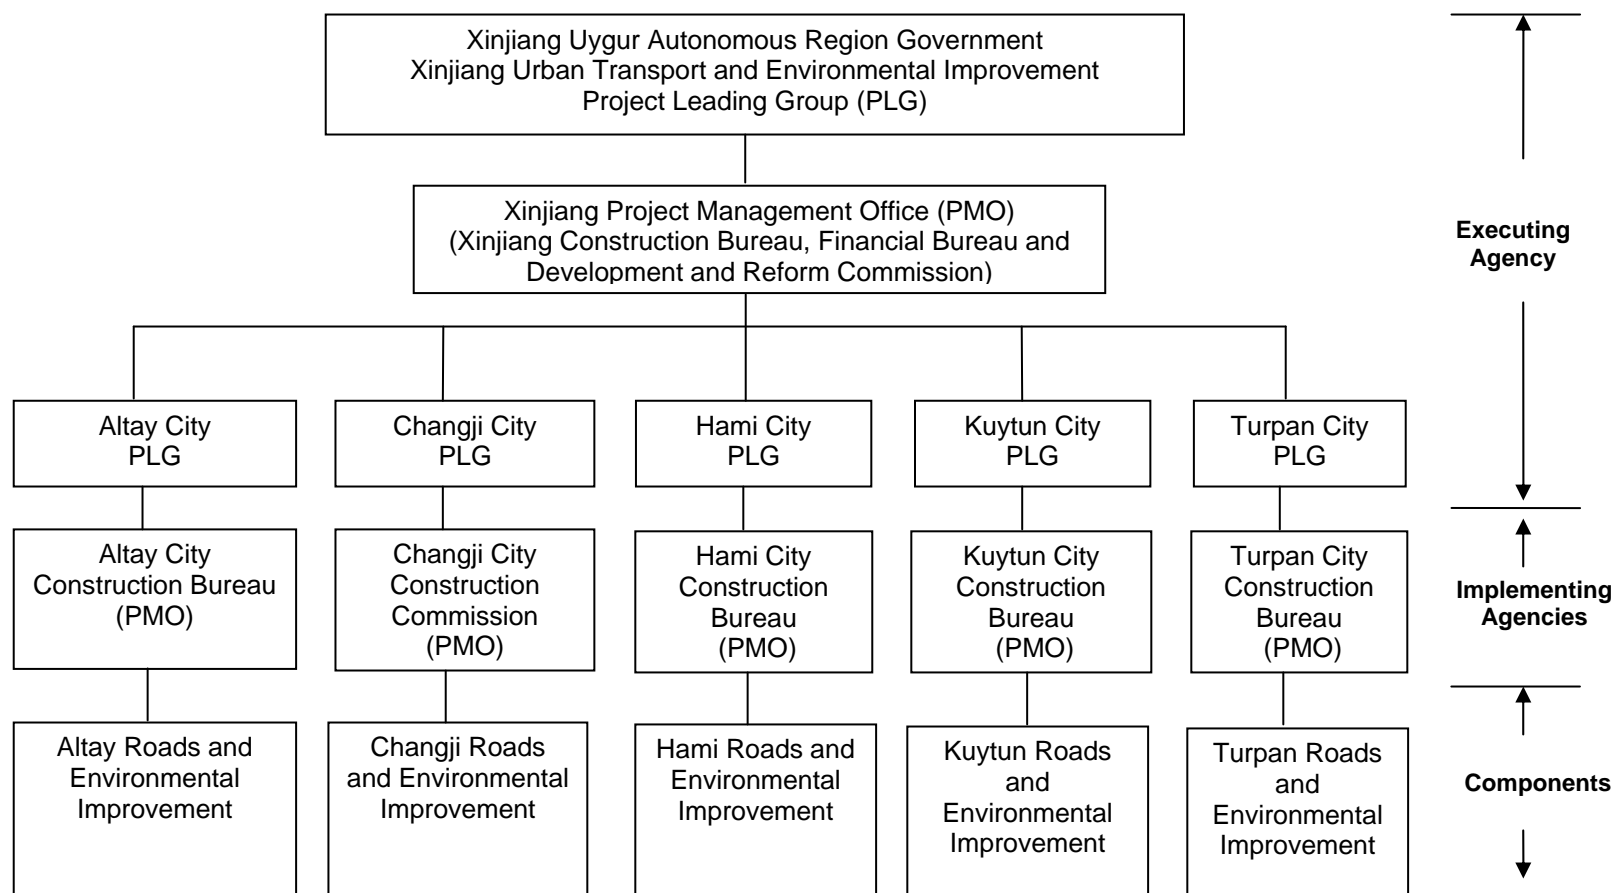 Xinjiang Uygur Autonomous Region Government
Xinjiang Urban Transport and Environmental Improvement
Project Leading Group (PLG)
Xinjiang Project Management Office (PMO)
(Xinjiang Construction Bureau, Financial Bureau and
Development and Reform Commission)
Executing
Agency
Altay City
PLG
Changji City
PLG
Hami City
PLG
Kuytun City
PLG
Turpan City
PLG
Altay City
Construction Bureau
(PMO)
Changji City
Construction
Commission
(PMO)
Hami City
Construction
Bureau
(PMO)
Kuytun City
Construction
Bureau
(PMO)
Turpan City
Construction
Bureau
(PMO)
Implementing
Agencies
Altay Roads and
Environmental
Improvement
Changji Roads
and Environmental
Improvement
Hami Roads and
Environmental
Improvement
Kuytun Roads
and
Environmental
Improvement
Turpan Roads
and
Environmental
Improvement
Components